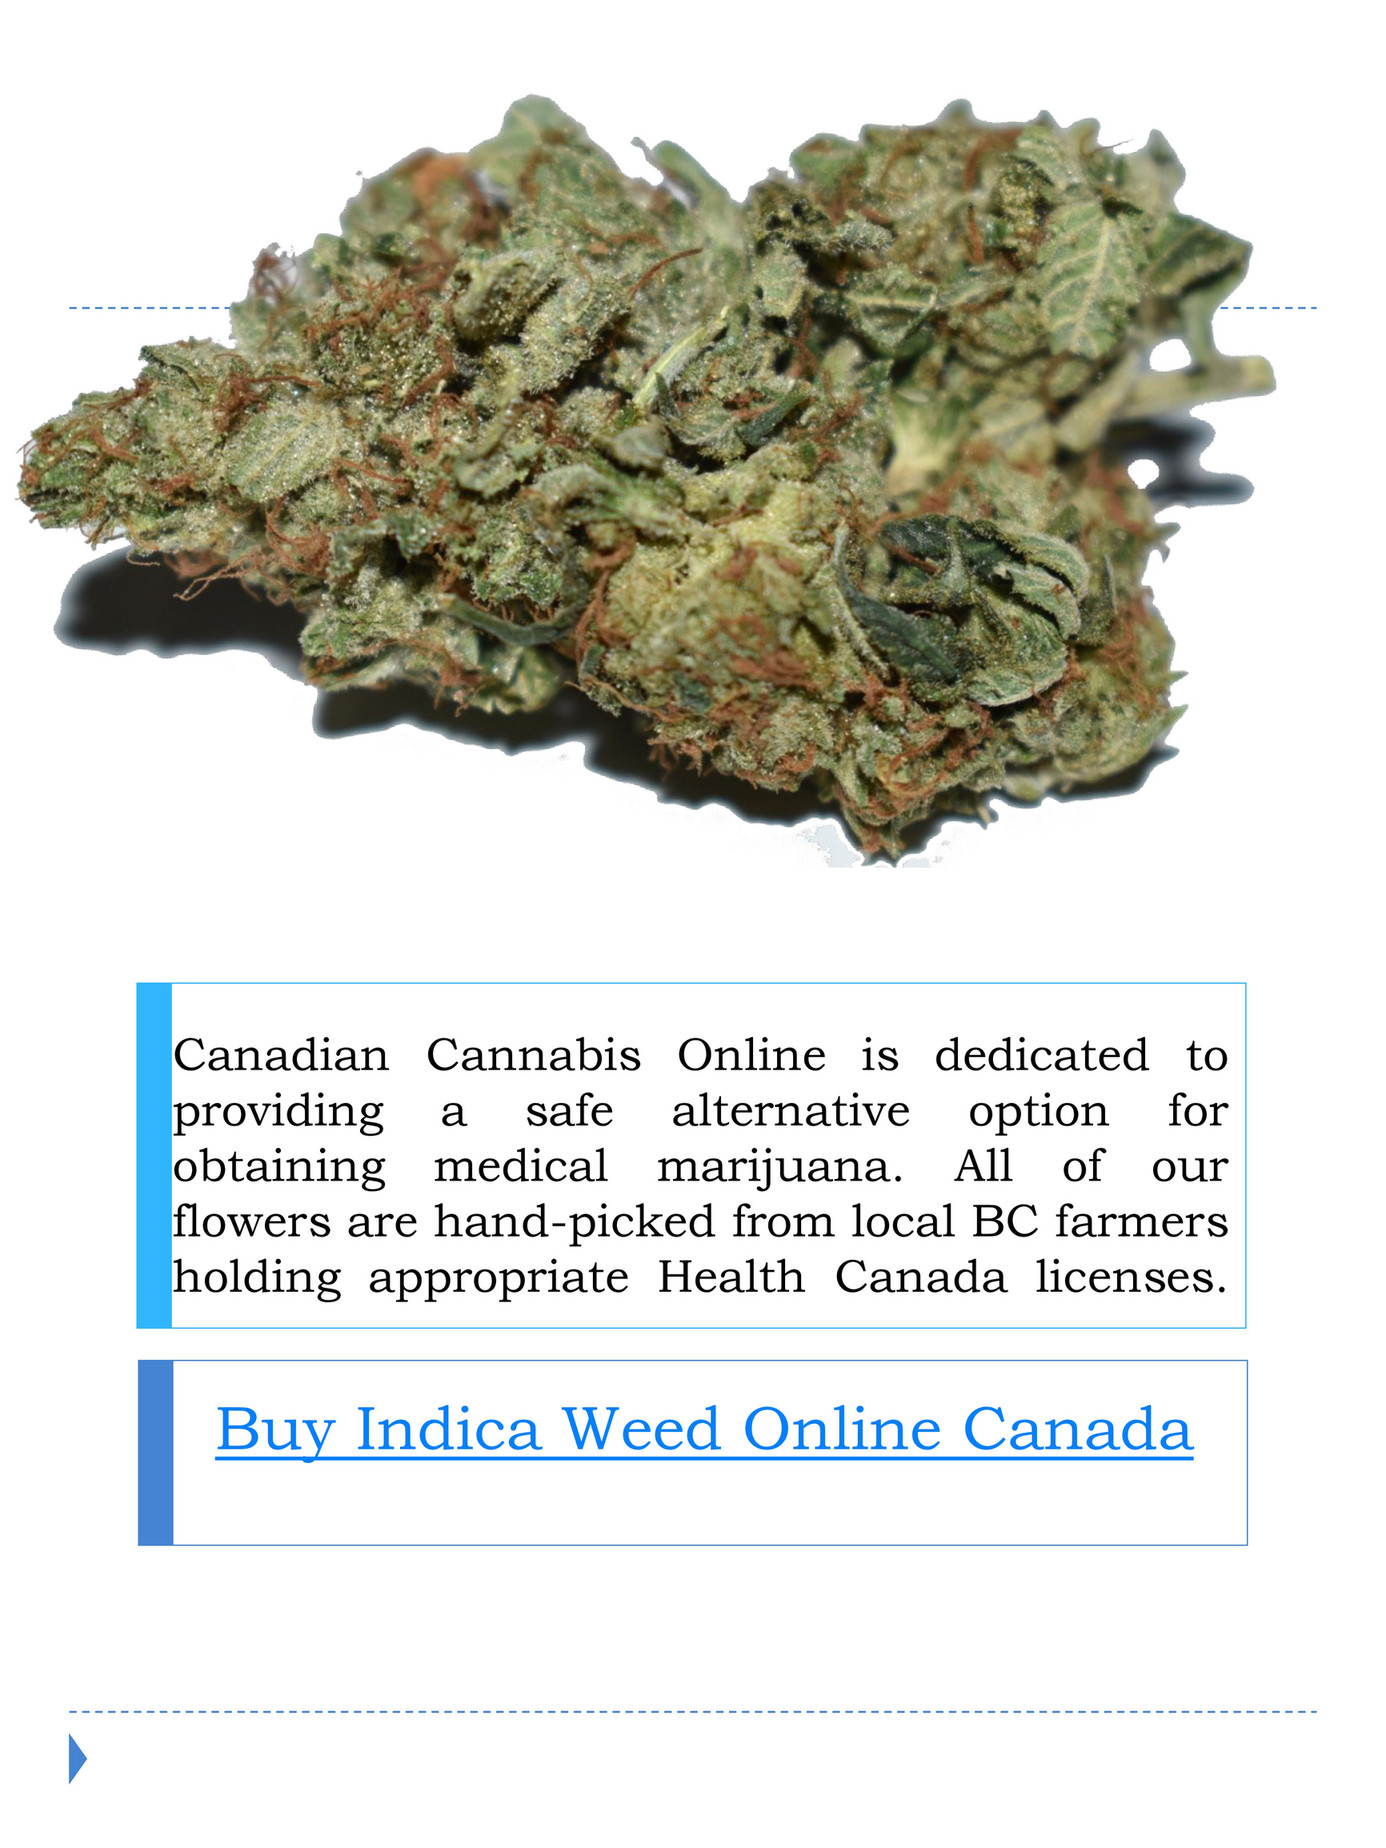 Canadian Cannabis Online is dedicated to
providing a safe alternative option for
obtaining medical marijuana. All of our
flowers are hand-picked from local BC farmers
holding appropriate Health Canada licenses.
Buy Indica Weed Online Canada